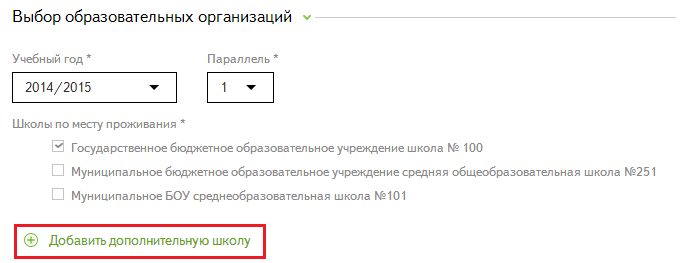 Выбор образовательных организаций
Учебный год * Параллель *
2014/2015 1
Школы по месту проживания *
Государственное бюджетное образовательное учреждение школа № 100
Муниципальное бюджетное образовательное учреждение средняя общеобразовательная школа №251
Муниципальное БОУ среднеобразовательная школа №101
Добавить дополнительную школу